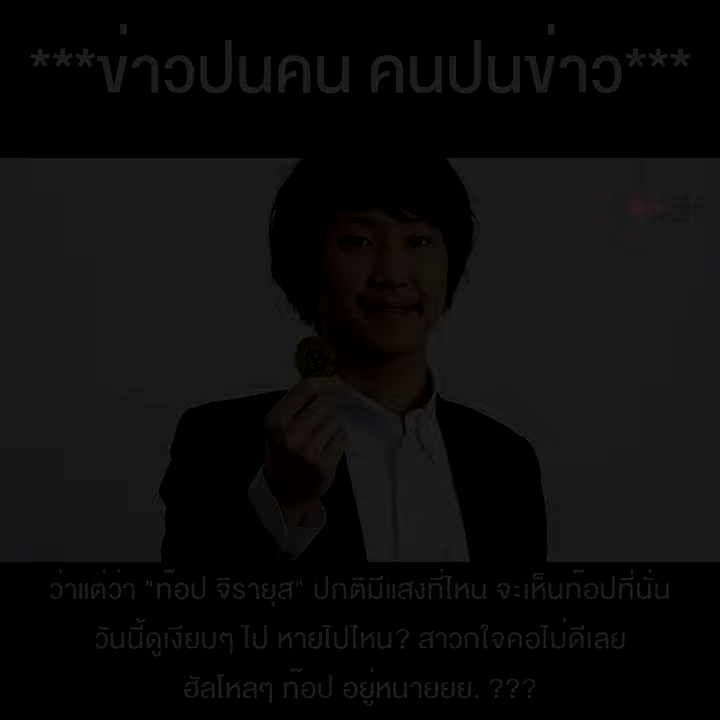 ***ข่าวปนคน คนปนข่าว***
ว่าแต่ว่า "ท๊อป จิรายุส" ปกติมีแสงที่ไหน จะเห็นท๊อปที่นั่น
วันนี้ดูเงียบๆ ไป หายไปไหน? สาวกใจคอไม่ดีเลย
ฮัลโหลๆ ท๊อป อยู่หนายยย. ???